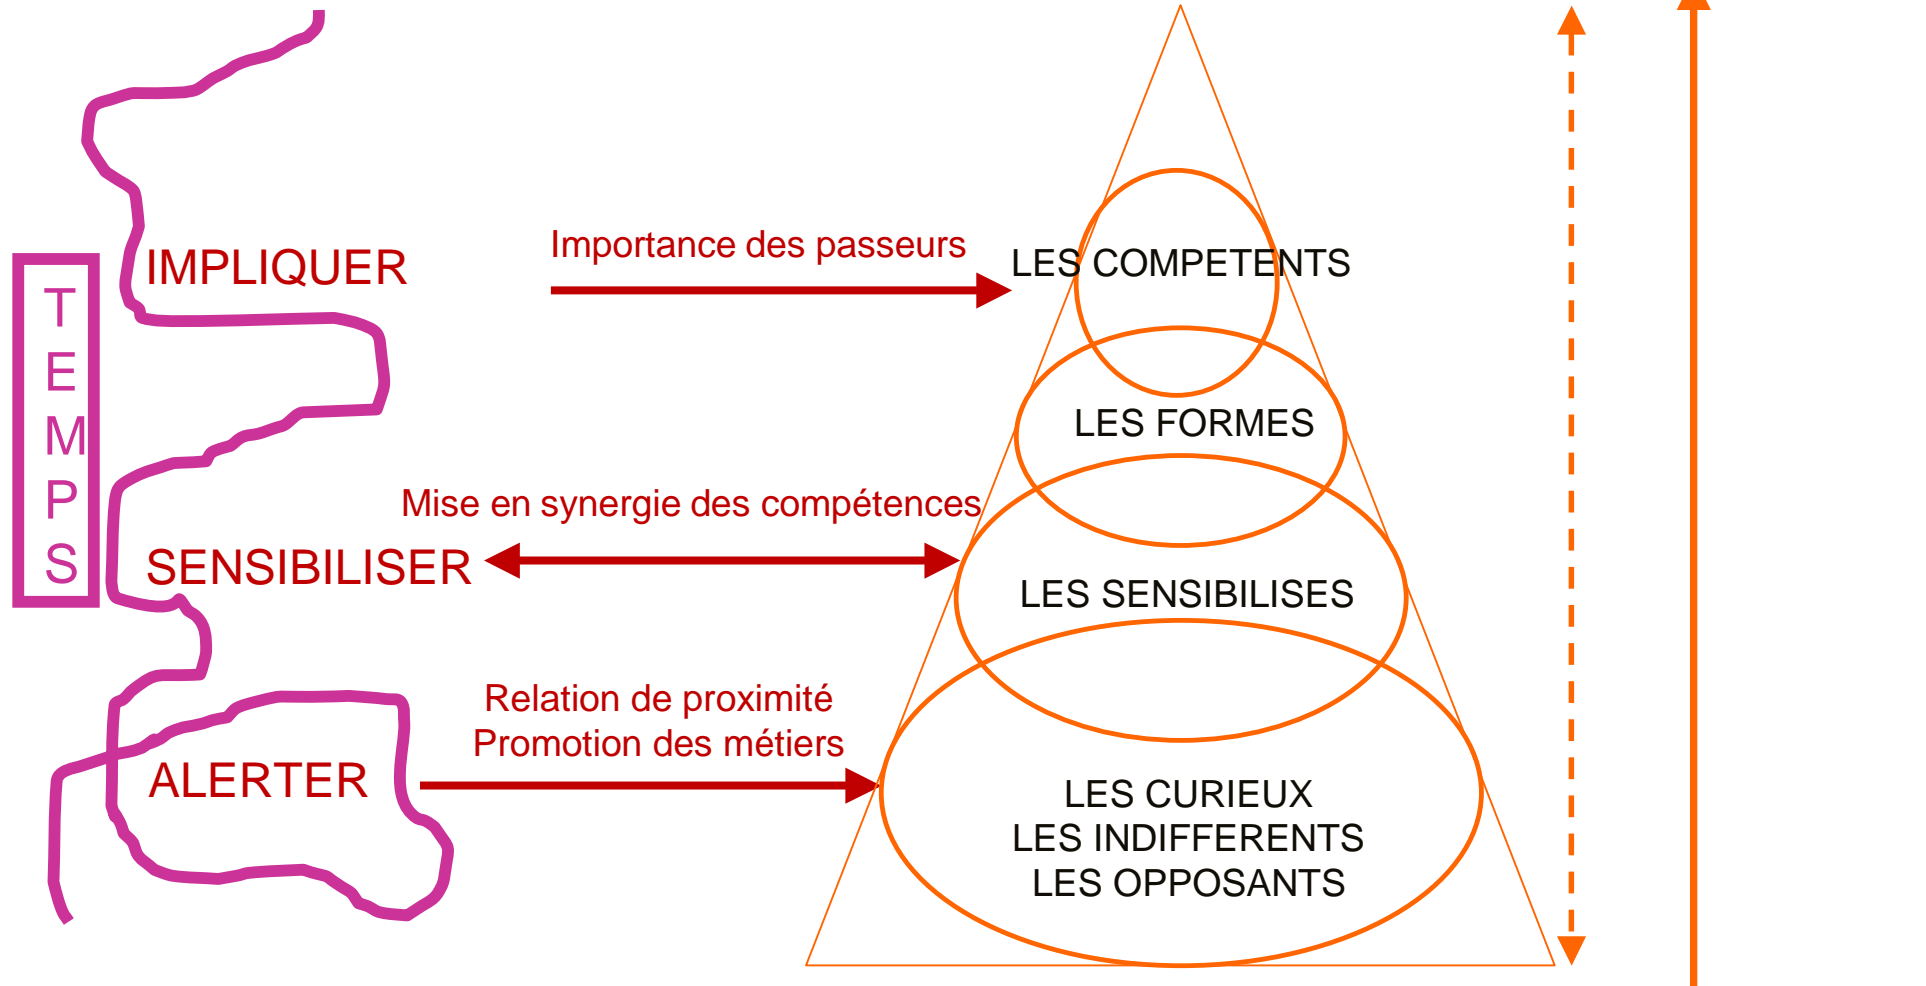 TEMPS
IMPLIQUER
Importance des passeurs
LES COMPETENTS
LES FORMES
Mise en synergie des compétences
SENSIBILISER
LES SENSIBILISES
Relation de proximité
Promotion des métiers
ALERTER
LES CURIEUX
LES INDIFFERENTS
LES OPPOSANTS